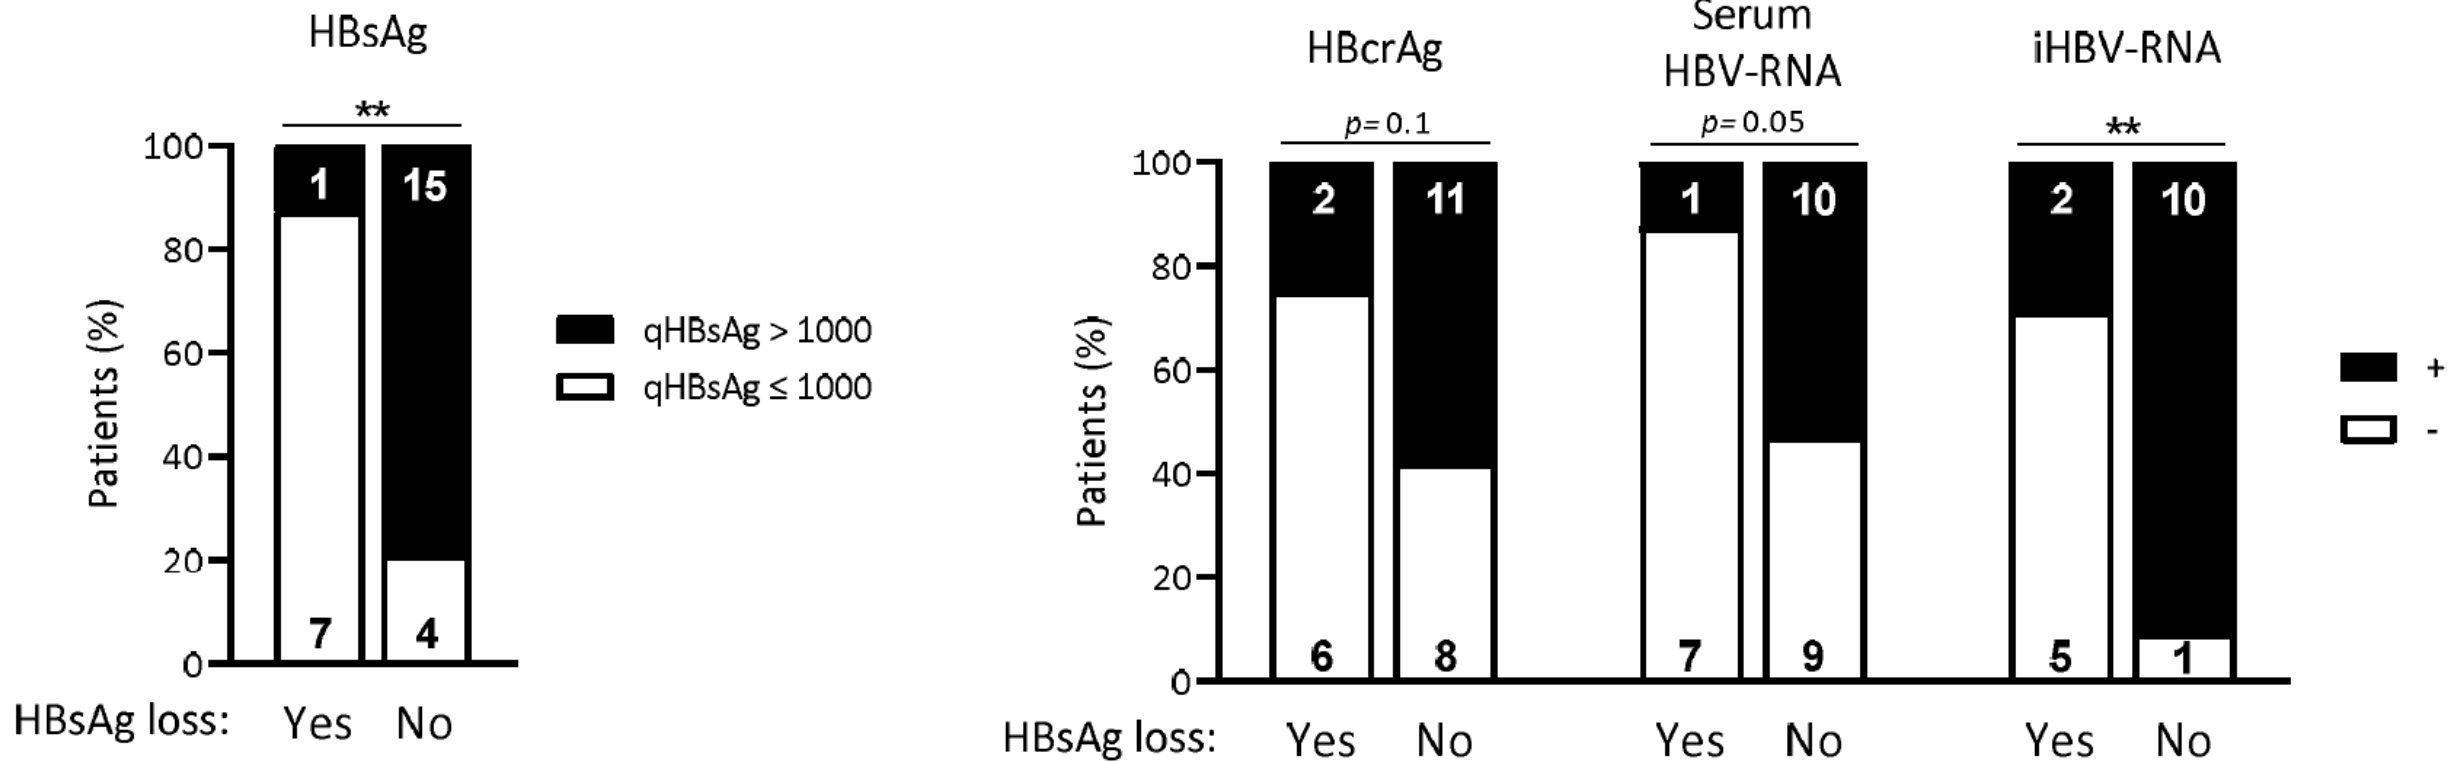 HBsAg
**
100
80
60
40
20
0
Patients (%)
1
15
7
4
HBsAg loss: Yes No
qHBsAg > 1000
qHBsAg ≤ 1000
HBcrAg
Serum
HBV-RNA
iHBV-RNA
p= 0.1
p= 0.05
**
100
80
60
40
20
0
Patients (%)
2
11
1
10
2
10
6
8
7
9
5
1
HBsAg loss: Yes No Yes No Yes No
+
-